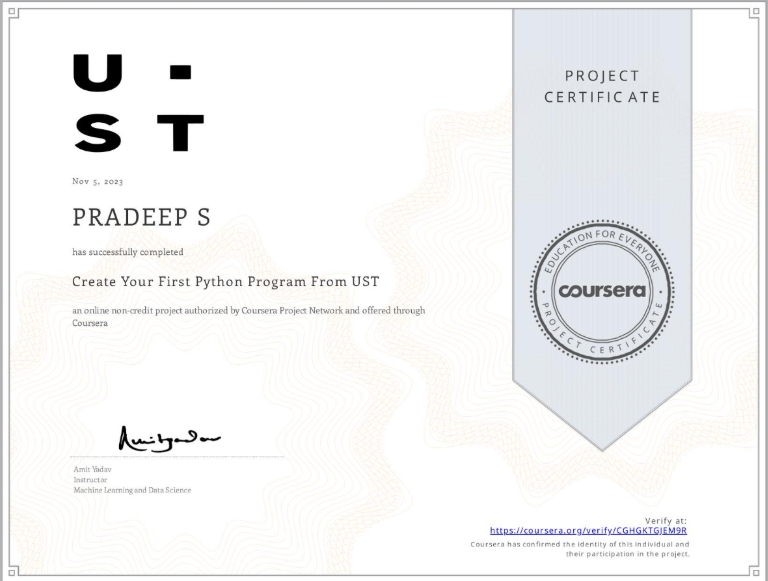 U ·
S T
PROJECT
CERTIFICATE
Nov 5, 2023
PRADEEP S
has successfully completed
Create Your First Python Program From UST
an online non-credit project authorized by Coursera Project Network and offered through
Coursera
EDUCATION FOR EVERYONE
coursera
PROJECT CERTIFICATE
Amit Yadav
Amit Yadav
Instructor
Machine Learning and Data Science
Verify at:
https://coursera.org/verify/CGHGKTGJEM9R
Coursera has confirmed the identity of this individual and
their participation in the project.